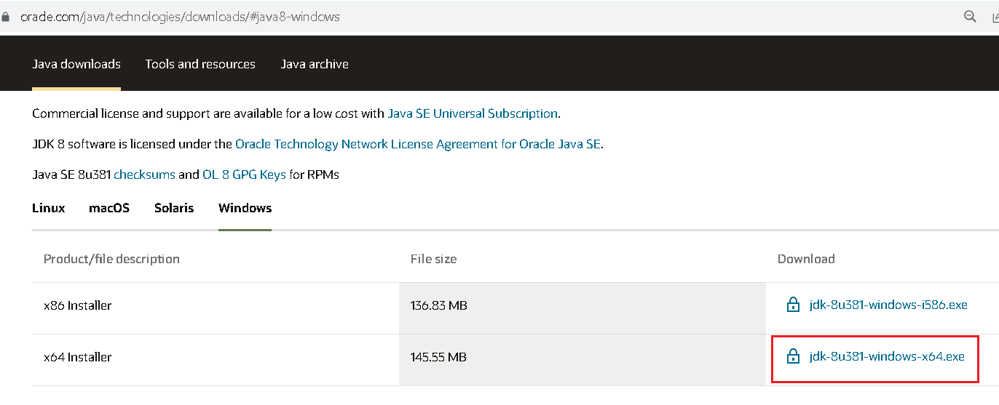 orade.com/java/technologies/downloads/#java8-windows
Java downloads Tools and resources Java archive
Commercial license and support are available for a low cost with Java SE Universal Subscription.
JDK 8 software is licensed under the Oracle Technology Network License Agreement for Oracle Java SE.
Java SE 8u381 checksums and OL 8 GPG Keys for RPMs
Linux macOS Solaris Windows
Product/file description File size Download
x86 Installer 136.83 MB jdk-8u381-windows-i586.exe
x64 Installer 145.55 MB jdk-8u381-windows-x64.exe